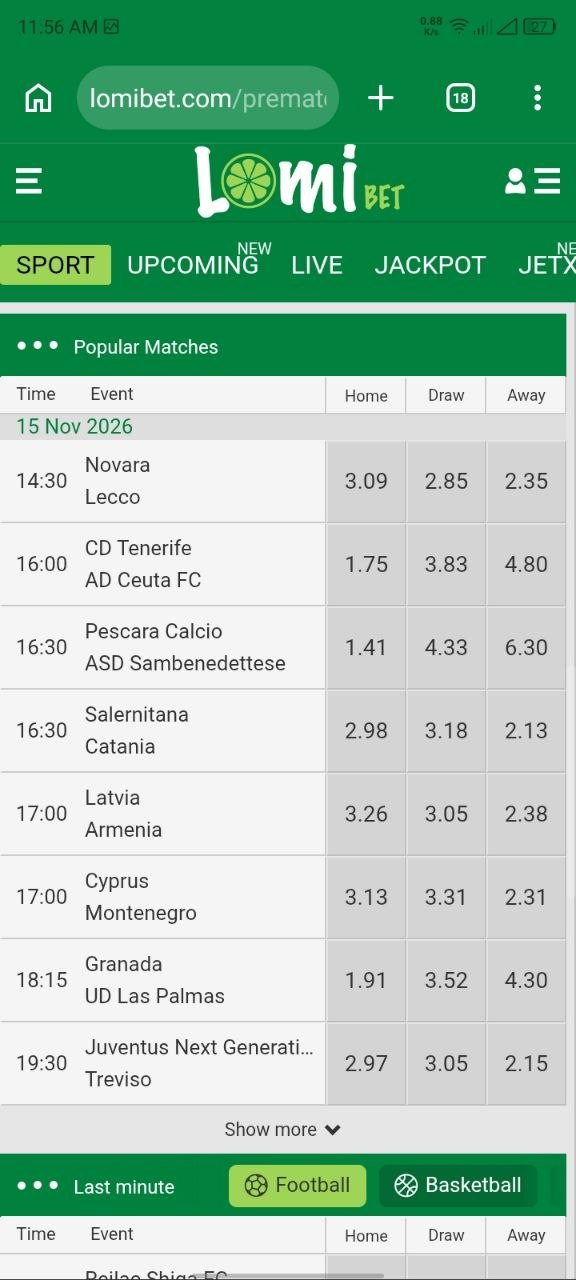 11:56 AM
0.88
K/s
27
lomibet.com/premat
18
Lomi BET
SPORT UPCOMING NEW LIVE JACKPOT JETX NE
Popular Matches
Time Event Home Draw Away
15 Nov 2026
14:30 Novara 3.09 2.85 2.35
Lecco
16:00 CD Tenerife 1.75 3.83 4.80
AD Ceuta FC
16:30 Pescara Calcio 1.41 4.33 6.30
ASD Sambenedettese
16:30 Salernitana 2.98 3.18 2.13
Catania
17:00 Latvia 3.26 3.05 2.38
Armenia
17:00 Cyprus 3.13 3.31 2.31
Montenegro
18:15 Granada 1.91 3.52 4.30
UD Las Palmas
19:30 Juventus Next Generati... 2.97 3.05 2.15
Treviso
Show more
Last minute Football Basketball
Time Event Home Draw Away
Shiga FC